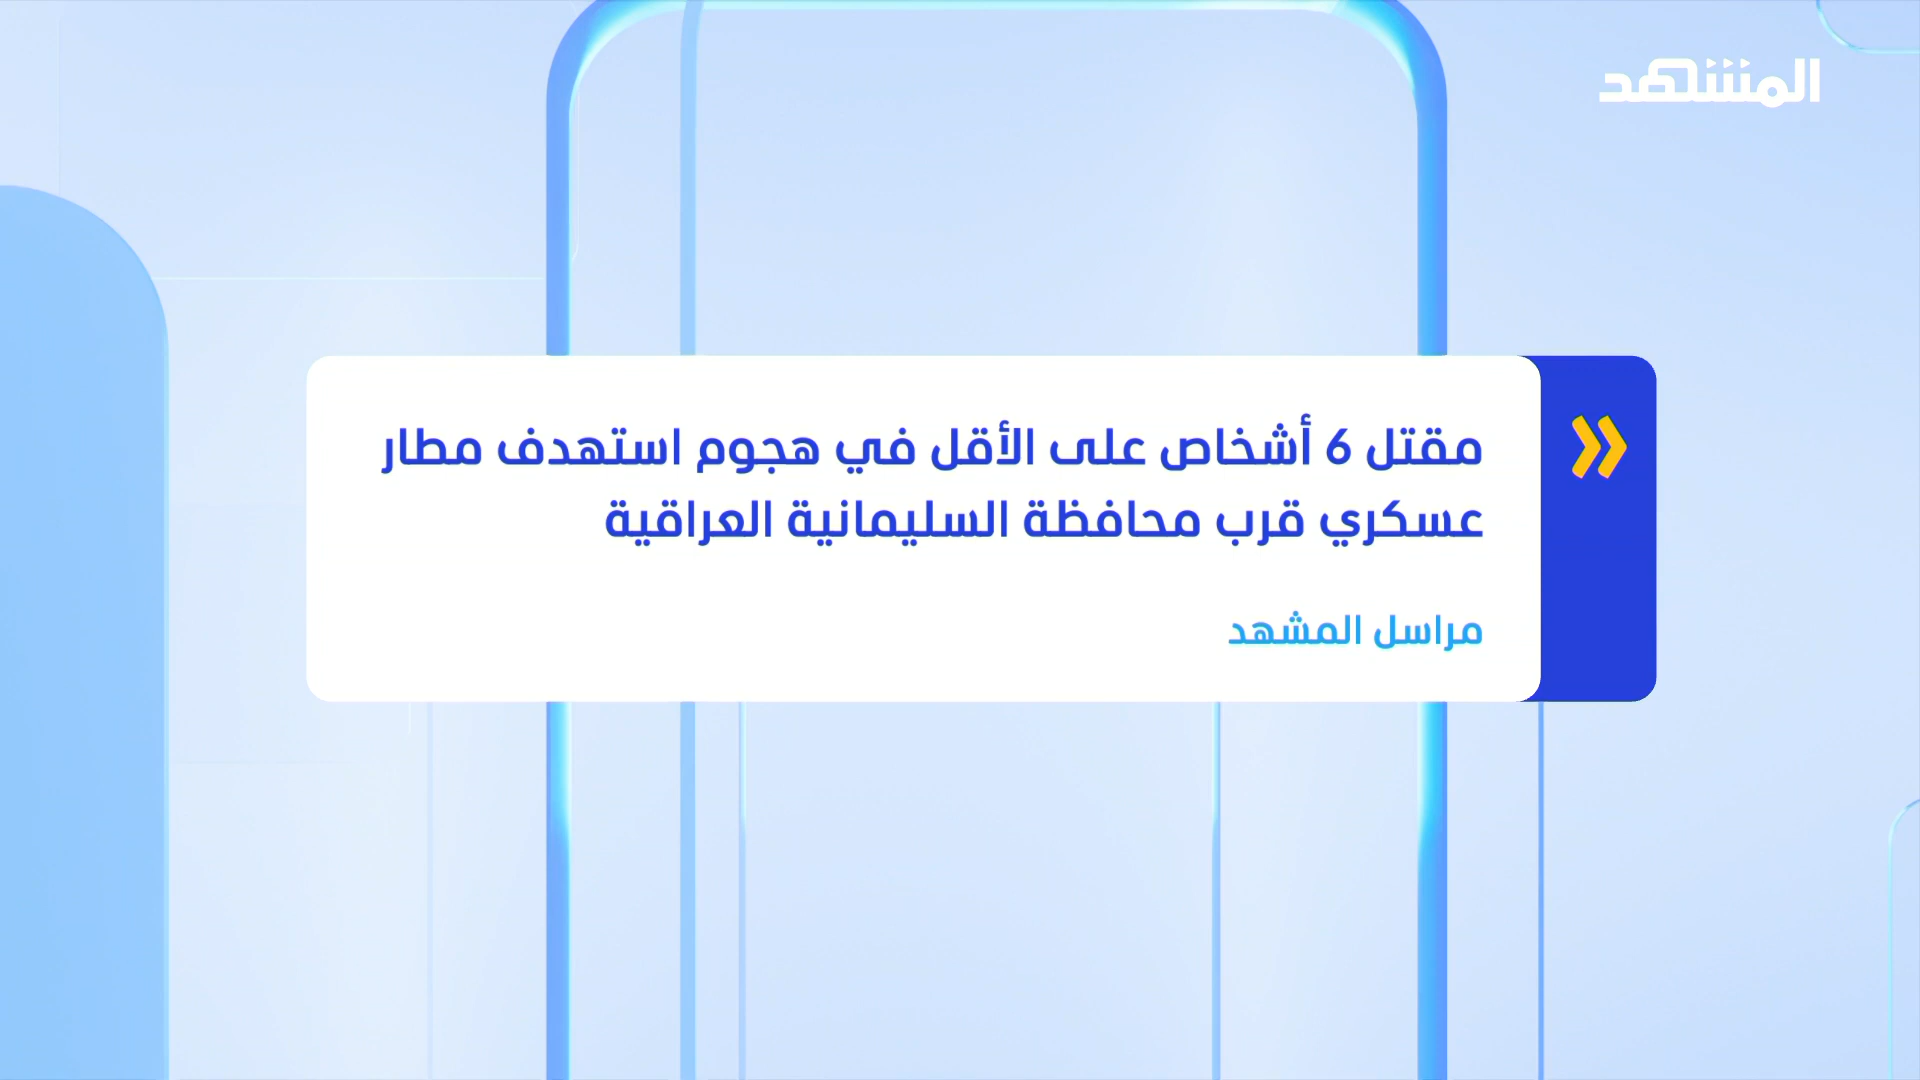 المشهد
مقتل 6 أشخاص على الأقل في هجوم استهدف مطار
عسكري قرب محافظة السليمانية العراقية
مراسل المشهد